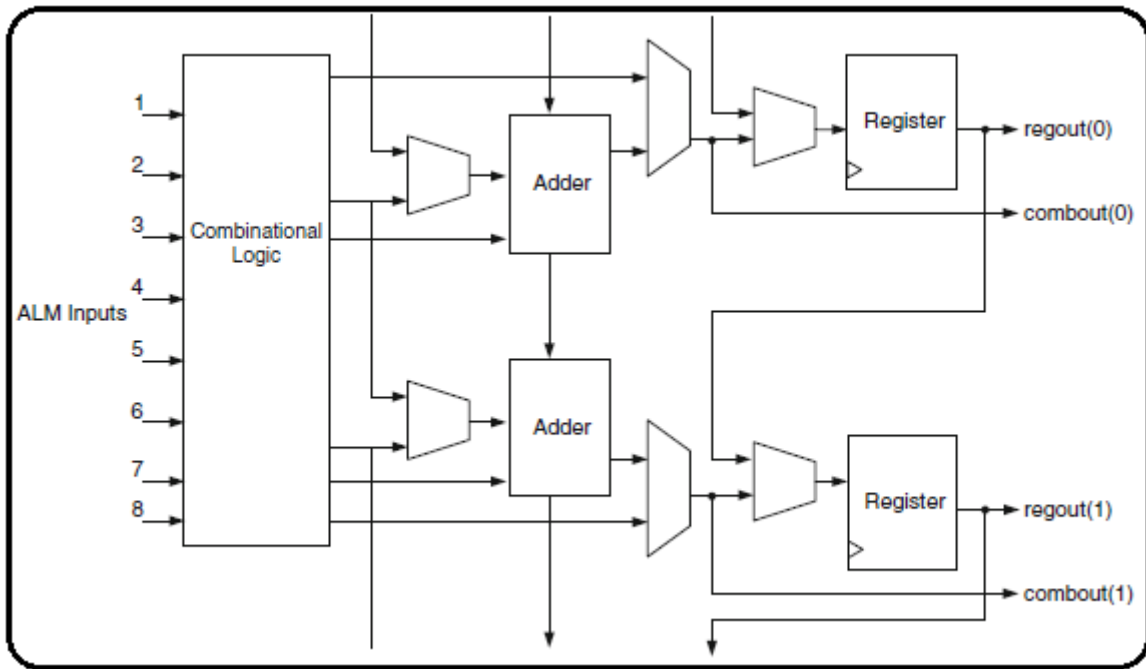 1
2
3
4
5
6
7
8
ALM Inputs
Combinational
Logic
Adder
Adder
Register
Register
regout(0)
combout(0)
regout(1)
combout(1)